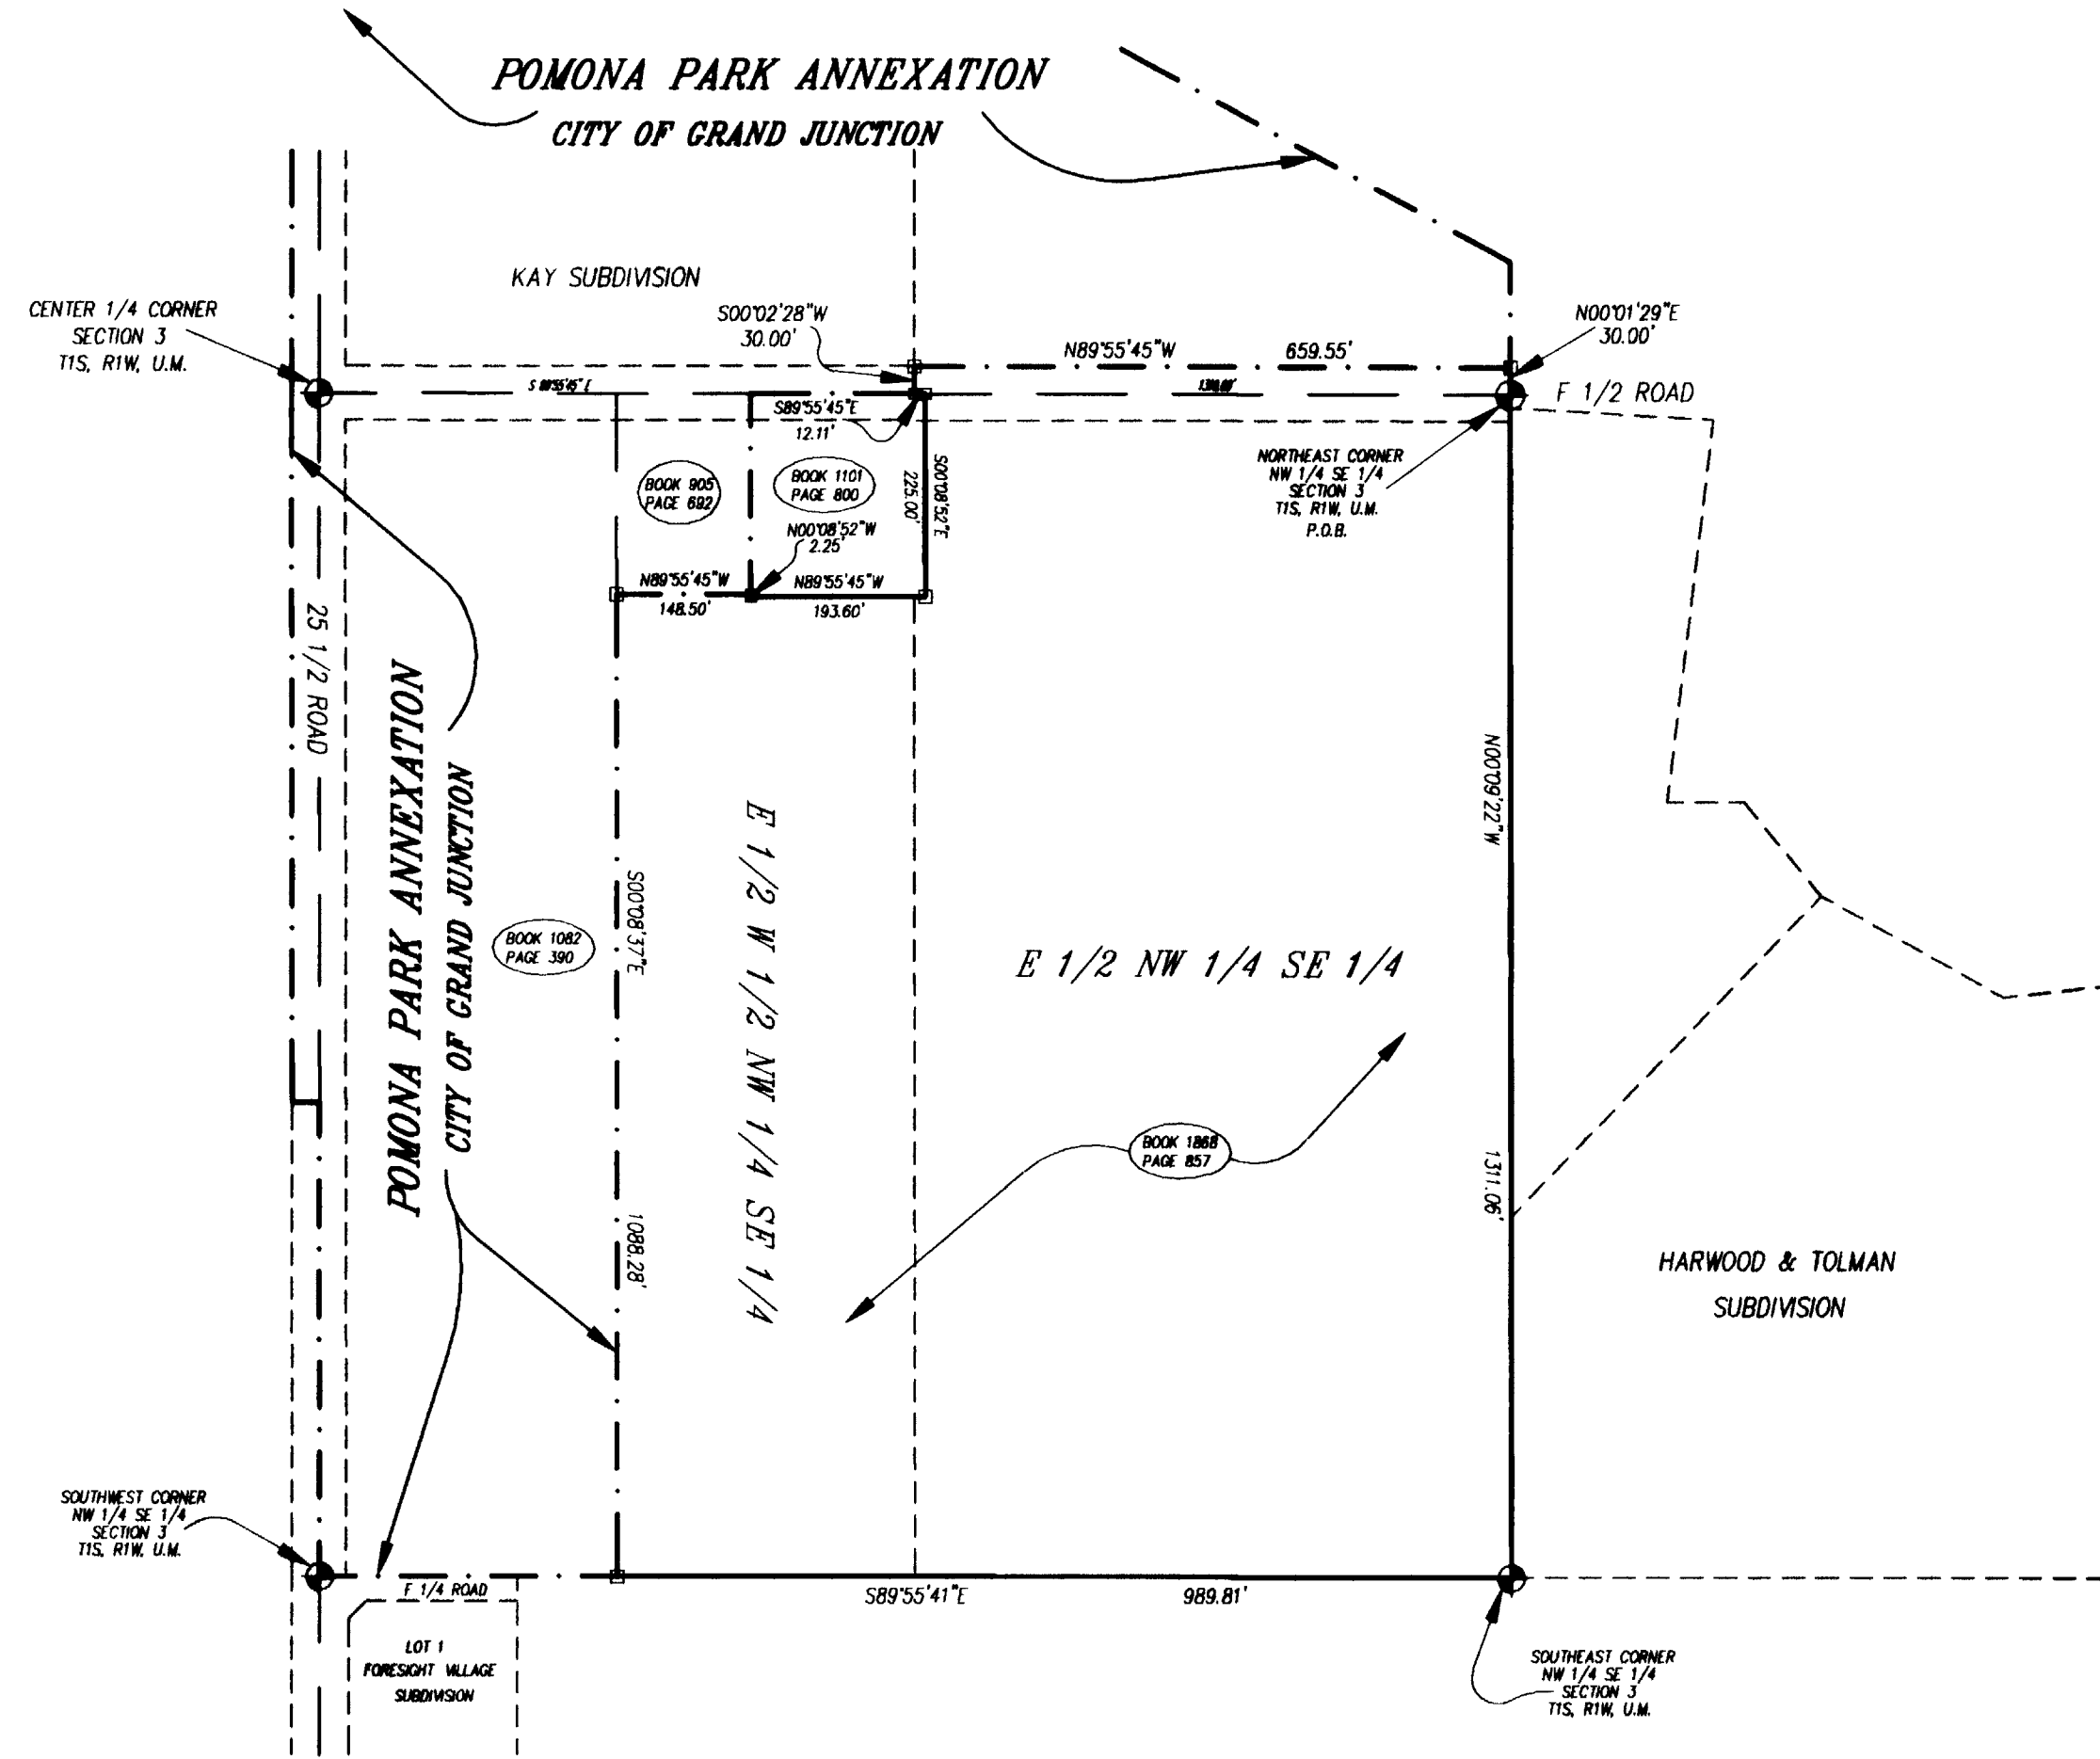 POMONA PARK ANNEXATION
CITY OF GRAND JUNCTION
KAY SUBDIVISION
CENTER 1/4 CORNER
SECTION 3
T1S, R1W, U.M.
S00°02'28"W
30.00'
N89°55'45"W 659.55'
N00°01'29"E
30.00'
F 1/2 ROAD
S 89°55'45" E
S89°55'45"E
12.11'
BOOK 905
PAGE 692
BOOK 1101
PAGE 800
S00°08'52"E
225.00'
NORTHEAST CORNER
NW 1/4 SE 1/4
SECTION 3
T1S, R1W, U.M.
P.O.B.
N00°08'52"W
2.25'
N89°55'45"W
148.50'
N89°55'45"W
193.60'
25 1/2 ROAD
POMONA PARK ANNEXATION
CITY OF GRAND JUNCTION
BOOK 1082
PAGE 390
S00°08'37"E
1088.28'
E 1/2 W 1/2 NW 1/4 SE 1/4
E 1/2 NW 1/4 SE 1/4
BOOK 1868
PAGE 857
N00°09'22"W
1311.06'
HARWOOD & TOLMAN
SUBDIVISION
SOUTHWEST CORNER
NW 1/4 SE 1/4
SECTION 3
T1S, R1W, U.M.
F 1/4 ROAD
S89°55'41"E 989.81'
LOT 1
FORESIGHT VILLAGE
SUBDIVISION
SOUTHEAST CORNER
NW 1/4 SE 1/4
SECTION 3
T1S, R1W, U.M.